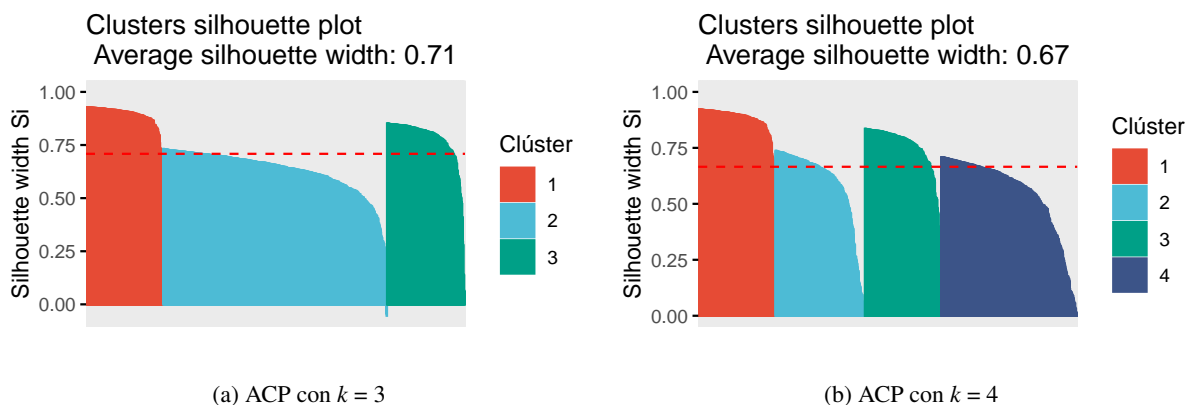 Clusters silhouette plot
Average silhouette width: 0.71
Silhouette width Si
1.00
0.75
0.50
0.25
0.00
Clúster
1
2
3
(a) ACP con k = 3
Clusters silhouette plot
Average silhouette width: 0.67
Silhouette width Si
1.00
0.75
0.50
0.25
0.00
Clúster
1
2
3
4
(b) ACP con k = 4